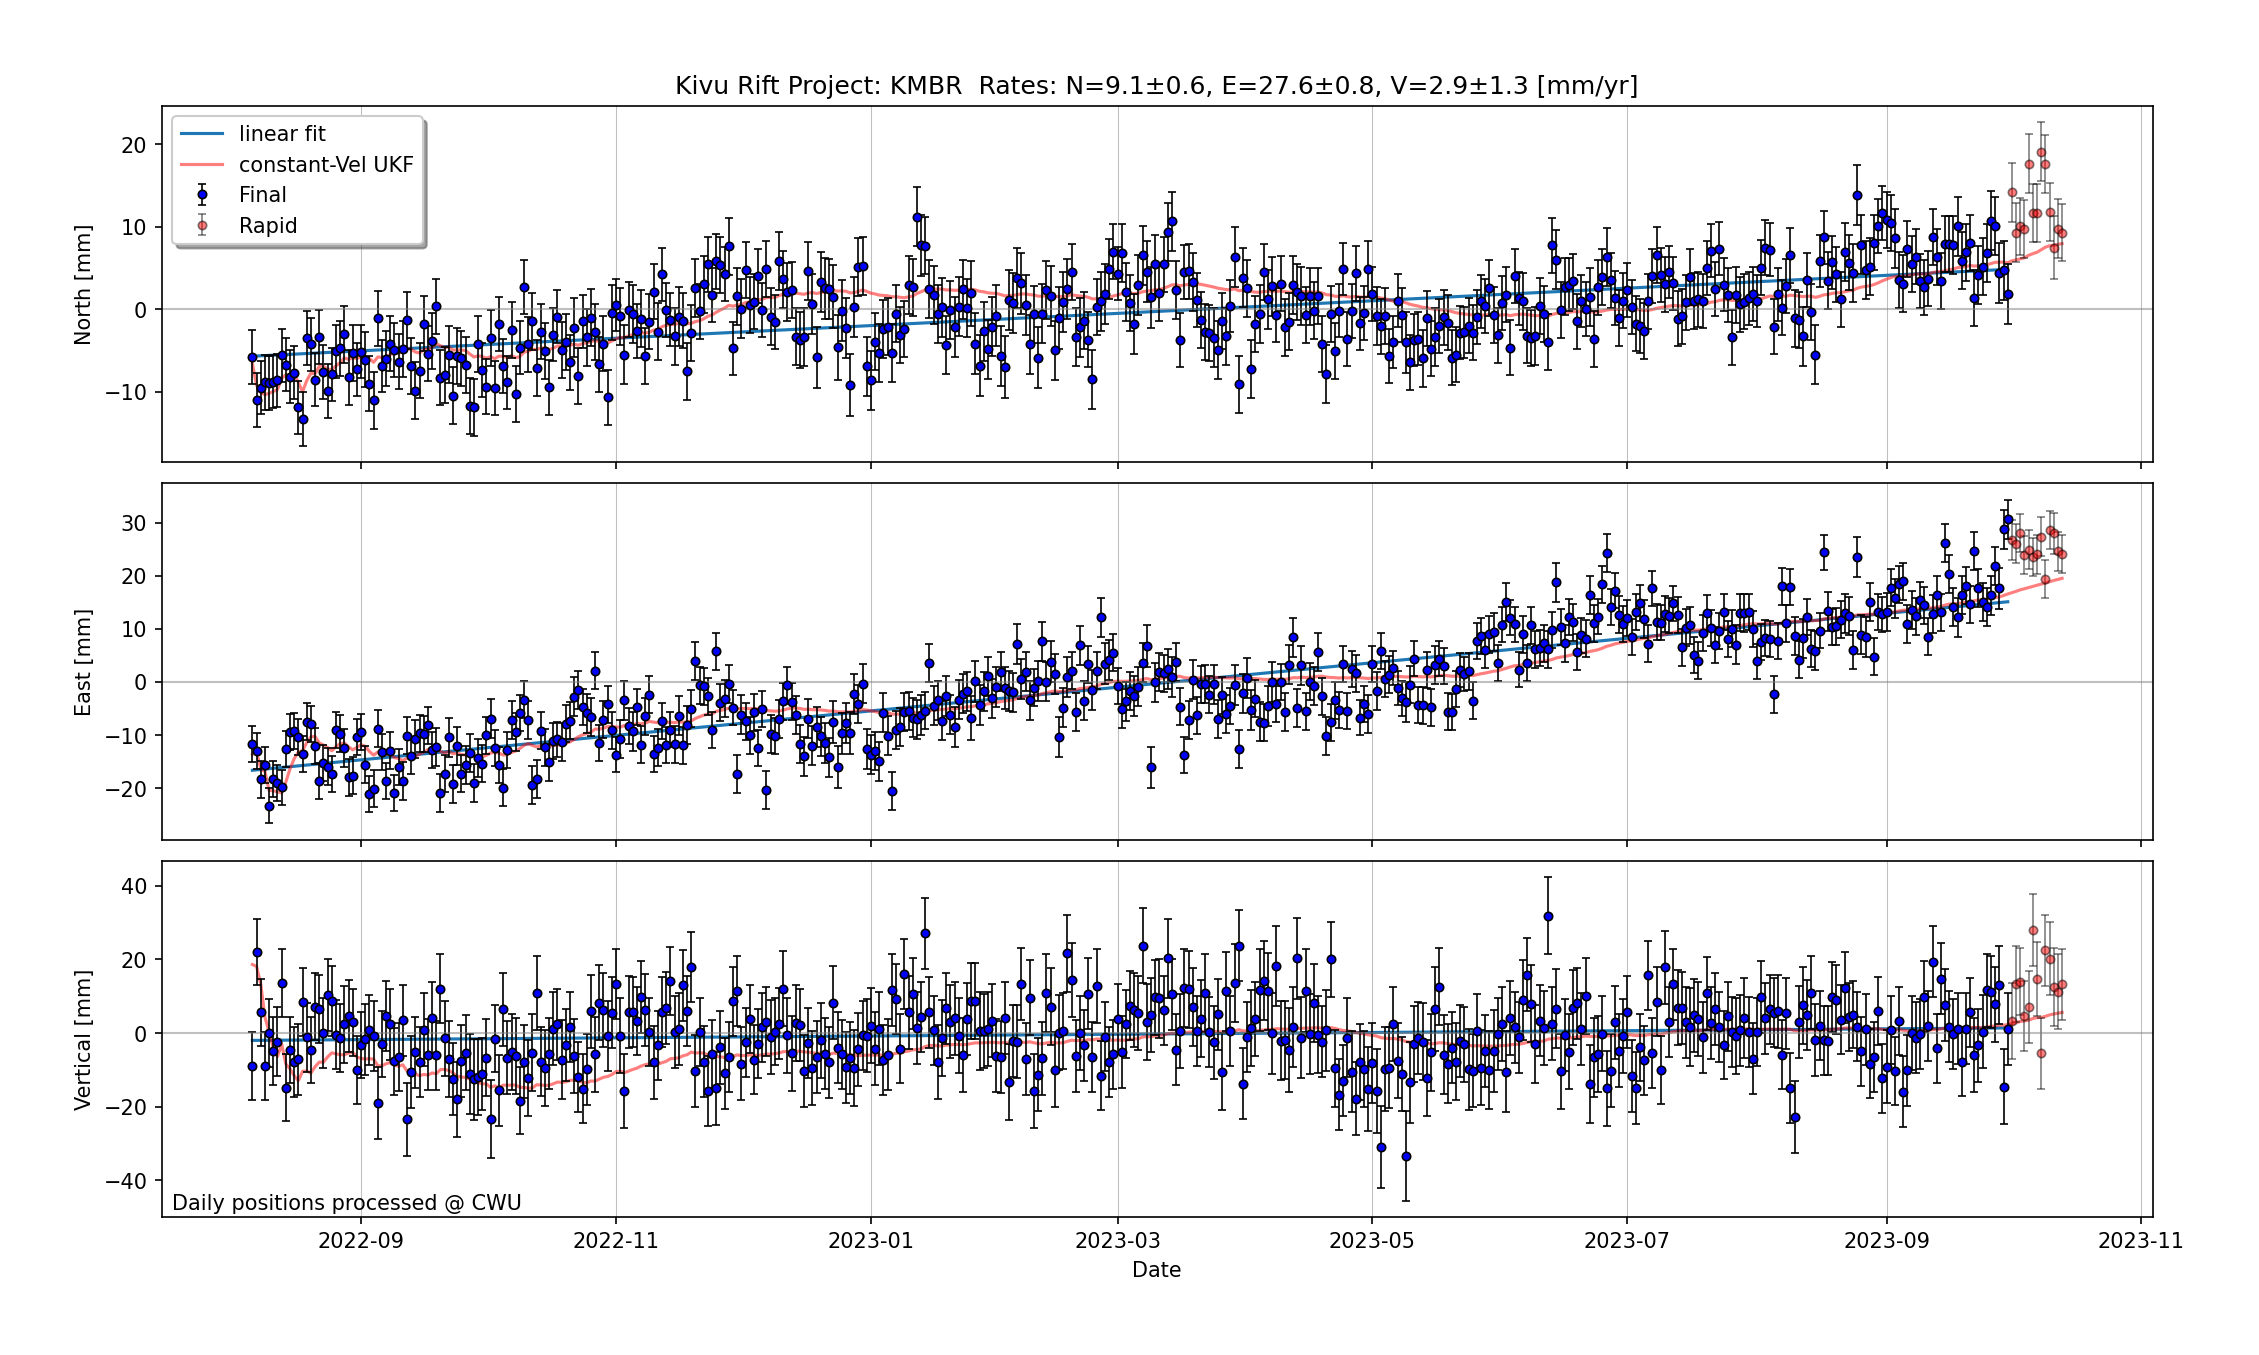 Kivu Rift Project: KMBR  Rates: N=9.1±0.6, E=27.6±0.8, V=2.9±1.3 [mm/yr]
linear fit
constant-Vel UKF
Final
Rapid
North [mm]
20
10
0
−10
East [mm]
30
20
10
0
−10
−20
Vertical [mm]
40
20
0
−20
−40
Daily positions processed @ CWU
2022-09
2022-11
2023-01
2023-03
2023-05
2023-07
2023-09
2023-11
Date